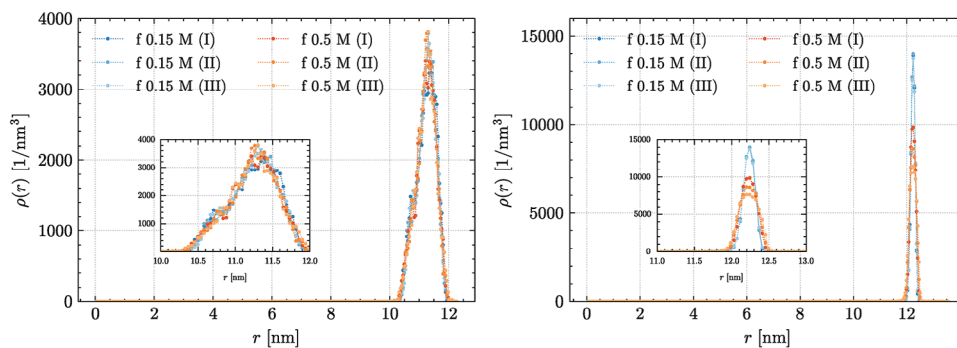 4000
3000
2000
1000
0
ρ(r) [1/nm³]
f 0.15 M (I)
f 0.15 M (II)
f 0.15 M (III)
f 0.5 M (I)
f 0.5 M (II)
f 0.5 M (III)
4000
3000
2000
1000
10.0 10.5 11.0 11.3 11.5 12.0
r [nm]
0 2 4 6 8 10 12
r [nm]
15000
10000
5000
0
ρ(r) [1/nm³]
f 0.15 M (I)
f 0.15 M (II)
f 0.15 M (III)
f 0.5 M (I)
f 0.5 M (II)
f 0.5 M (III)
15000
10000
5000
0
11.0 11.5 12.0 12.5 13.0
r [nm]
0 2 4 6 8 10 12
r [nm]